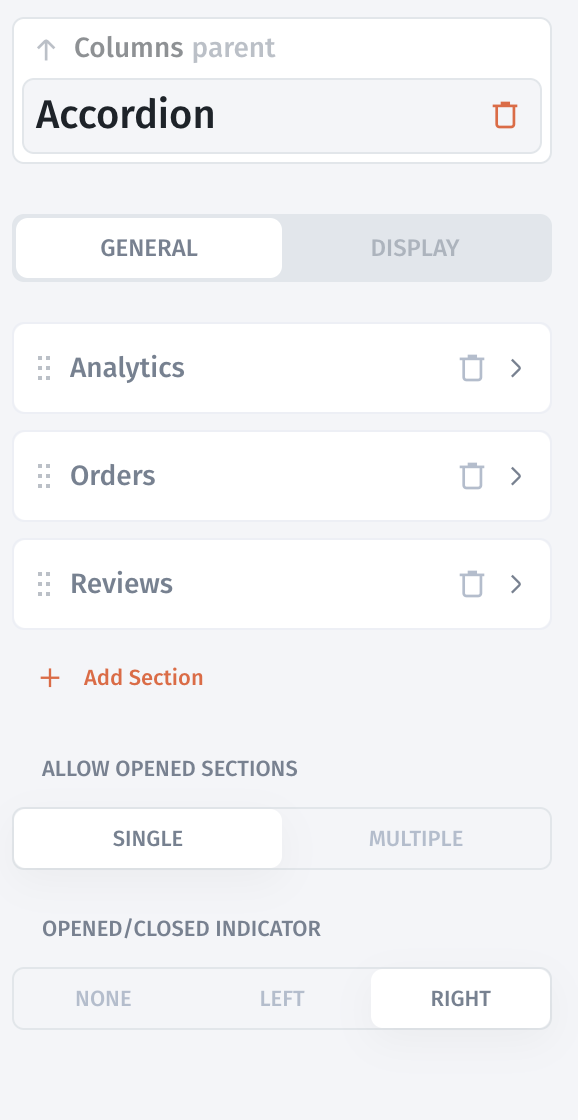 Columns parent
Accordion
GENERAL DISPLAY
Analytics
Orders
Reviews
Add Section
ALLOW OPENED SECTIONS
SINGLE MULTIPLE
OPENED/CLOSED INDICATOR
NONE LEFT RIGHT